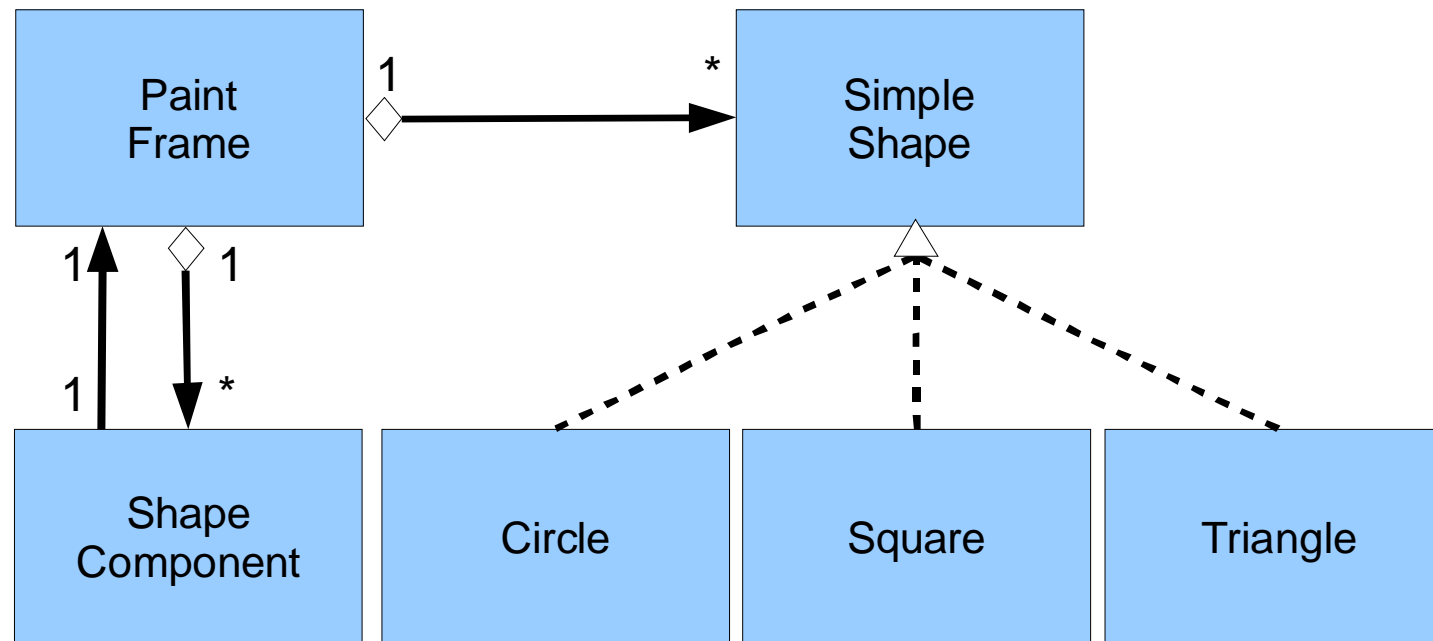 Paint
Frame
1
*
Simple
Shape
1
1
1
*
Shape
Component
Circle
Square
Triangle